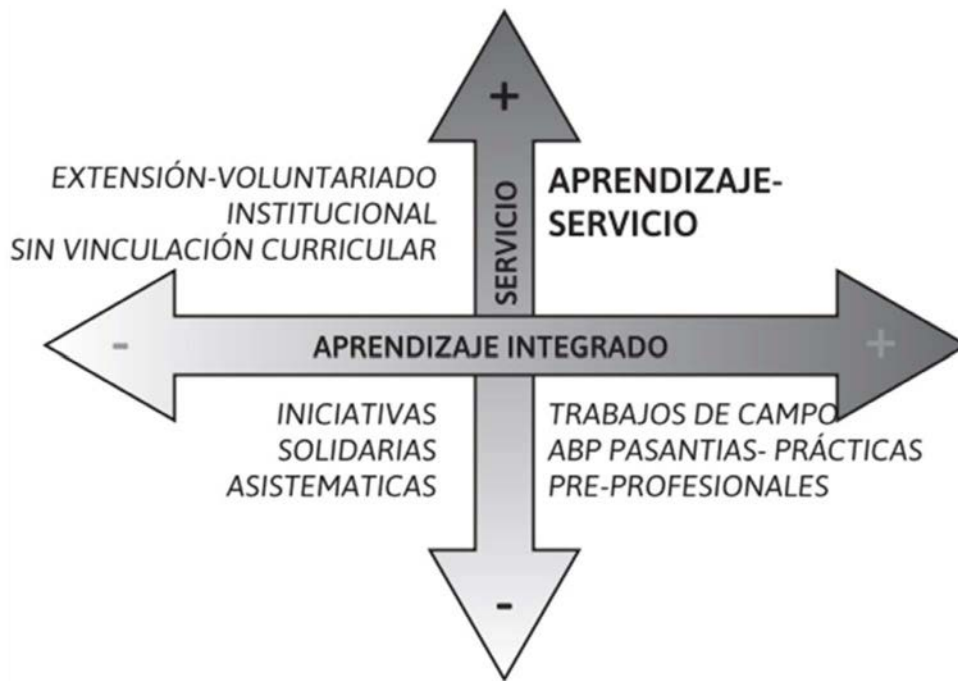 +
EXTENSIÓN-VOLUNTARIADO
INSTITUCIONAL
SIN VINCULACIÓN CURRICULAR
SERVICIO
APRENDIZAJE-
SERVICIO
-
APRENDIZAJE INTEGRADO
+
INICIATIVAS
SOLIDARIAS
ASISTEMATICAS
TRABAJOS DE CAMPO
ABP PASANTIAS- PRÁCTICAS
PRE-PROFESIONALES
-